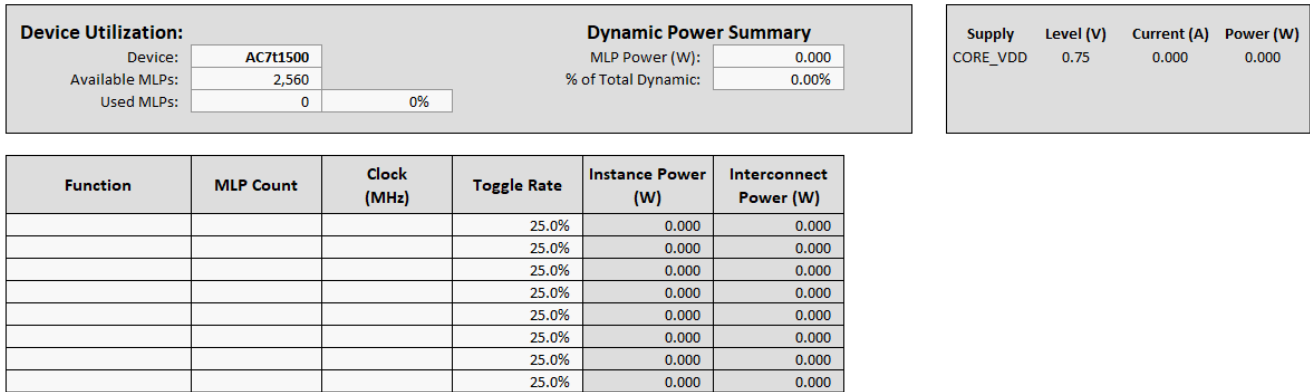 Device Utilization:
Device: AC7t1500
Available MLPs: 2,560
Used MLPs: 0 0%
Dynamic Power Summary
MLP Power (W): 0.000
% of Total Dynamic: 0.00%
Supply Level (V) Current (A) Power (W)
CORE_VDD 0.75 0.000 0.000
Function MLP Count Clock (MHz) Toggle Rate Instance Power (W) Interconnect Power (W)
25.0% 0.000 0.000
25.0% 0.000 0.000
25.0% 0.000 0.000
25.0% 0.000 0.000
25.0% 0.000 0.000
25.0% 0.000 0.000
25.0% 0.000 0.000
25.0% 0.000 0.000